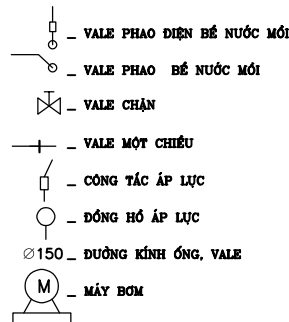 _ VALE PHAO ĐIỆN BỂ NƯỚC MỒI
_ VALE PHAO BỂ NƯỚC MỒI
_ VALE CHẶN
_ VALE MỘT CHIỀU
_ CÔNG TẮC ÁP LỰC
_ ĐỒNG HỒ ÁP LỰC
∅150 _ ĐƯỜNG KÍNH ỐNG, VALE
M _ MÁY BƠM